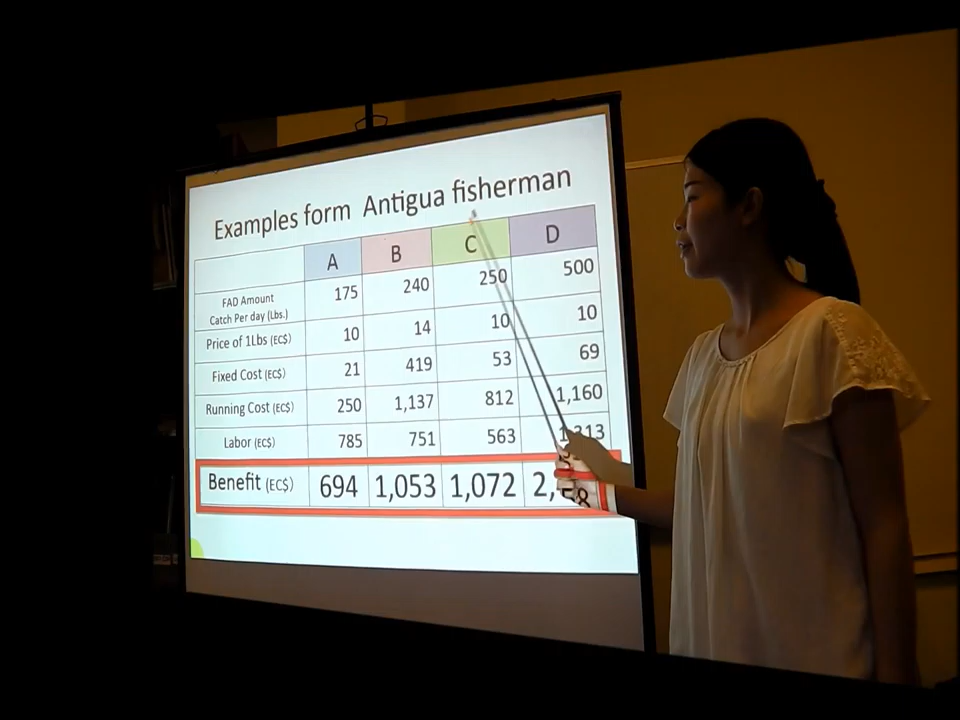 Examples form Antigua fisherman
A B C D
FAD Amount
Catch Per day (Lbs.) 175 240 250 500
Price of 1Lbs (EC$) 10 14 10 10
Fixed Cost (EC$) 21 419 53 69
Running Cost (EC$) 250 1,137 812 1,160
Labor (EC$) 785 751 563
Benefit (EC$) 694 1,053 1,072